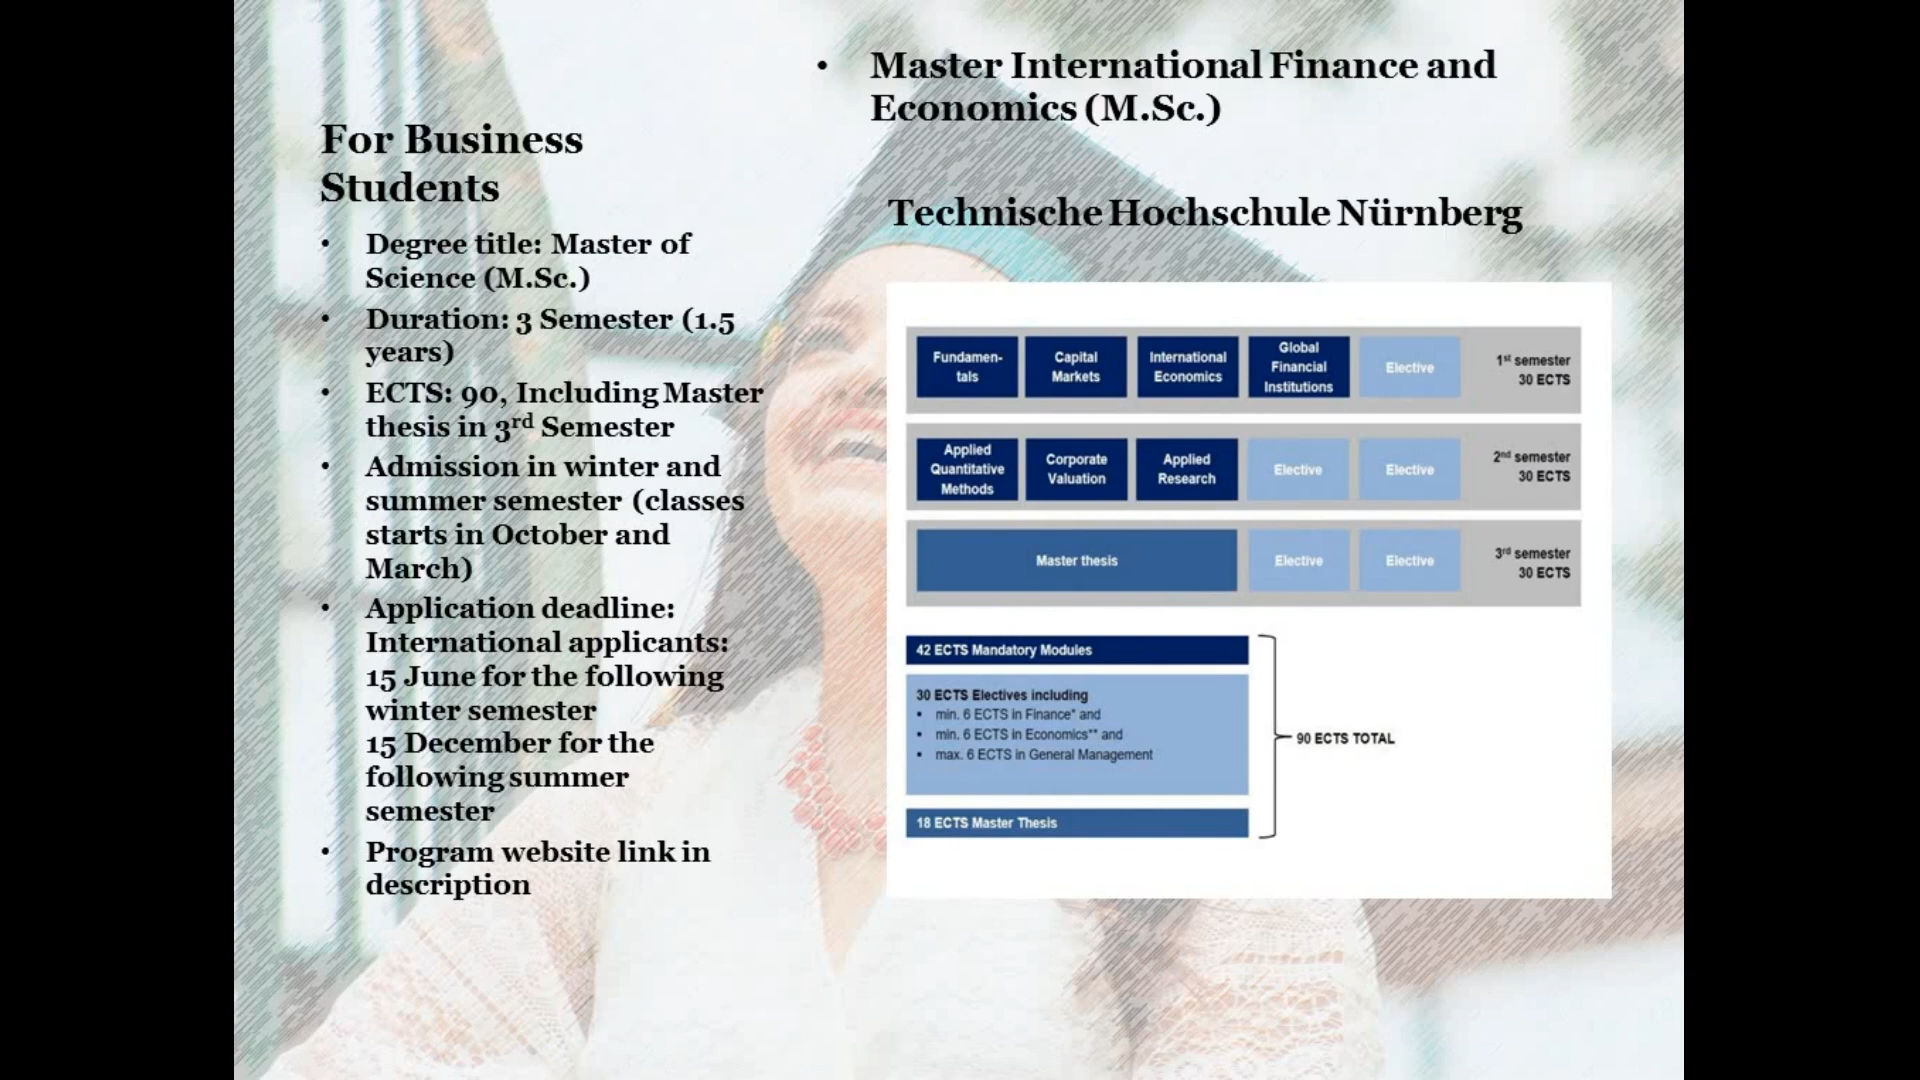 For Business
Students
• Degree title: Master of
Science (M.Sc.)
• Duration: 3 Semester (1.5
years)
• ECTS: 90, Including Master
thesis in 3rd Semester
• Admission in winter and
summer semester (classes
starts in October and
March)
• Application deadline:
International applicants:
15 June for the following
winter semester
15 December for the
following summer
semester
• Program website link in
description
• Master International Finance and
Economics (M.Sc.)
Technische Hochschule Nürnberg
Fundamen-
tals
Capital
Markets
International
Economics
Global
Financial
Institutions
Elective
1st semester
30 ECTS
Applied
Quantitative
Methods
Corporate
Valuation
Applied
Research
Elective
Elective
2nd semester
30 ECTS
Master thesis
Elective
Elective
3rd semester
30 ECTS
42 ECTS Mandatory Modules
30 ECTS Electives including
• min. 6 ECTS in Finance* and
• min. 6 ECTS in Economics** and
• max. 6 ECTS in General Management
18 ECTS Master Thesis
90 ECTS TOTAL